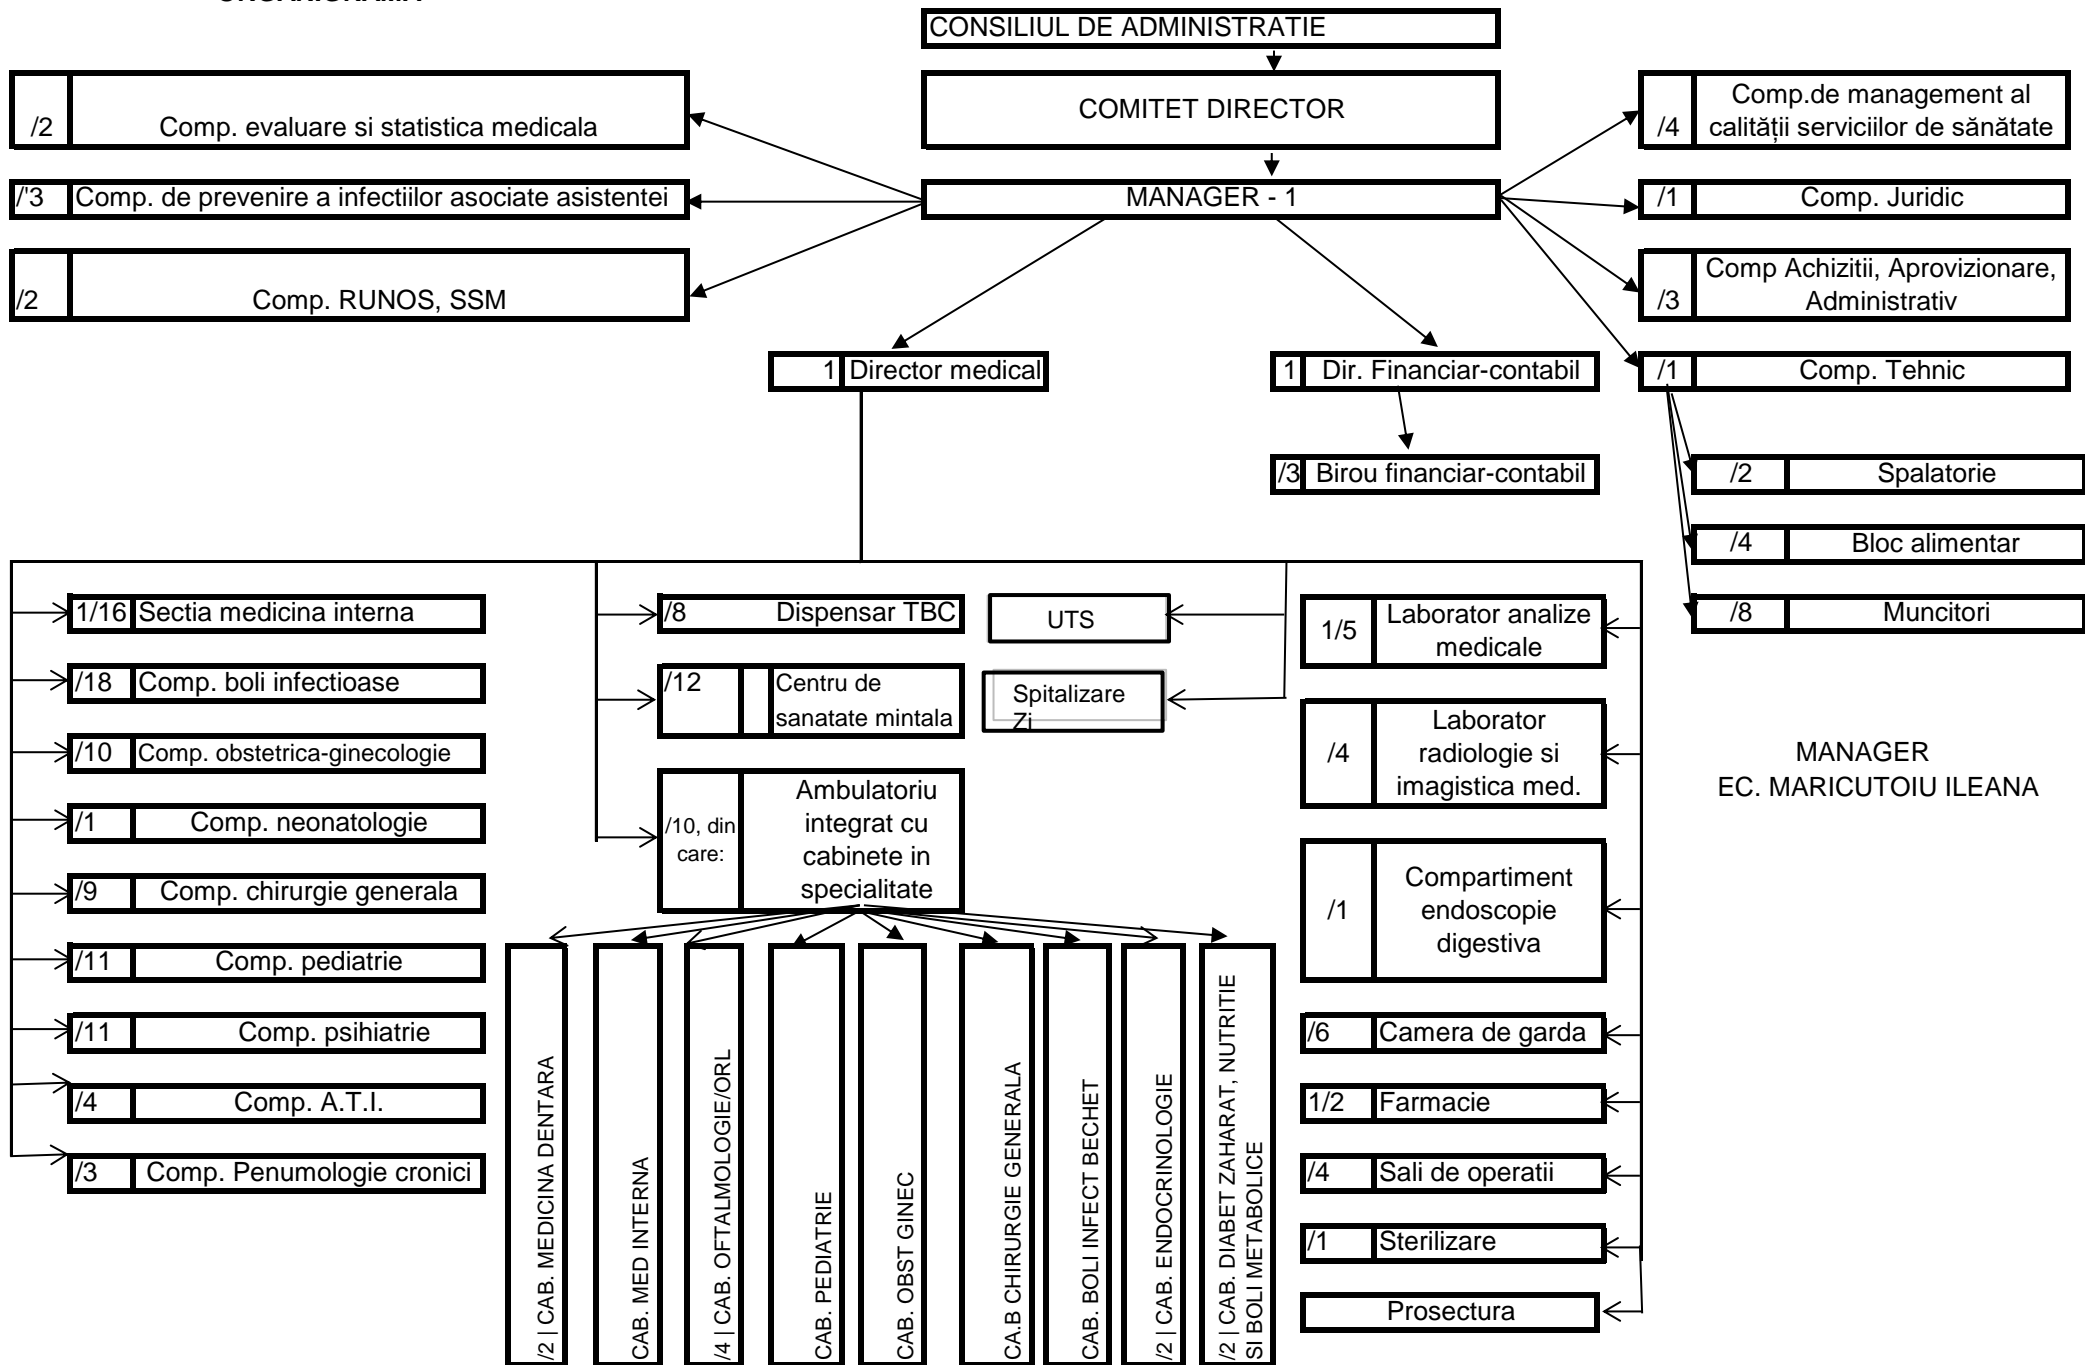 CONSILIUL DE ADMINISTRATIE
COMITET DIRECTOR
MANAGER - 1
/2 Comp. evaluare si statistica medicala
/'3 Comp. de prevenire a infectiilor asociate asistentei
/2 Comp. RUNOS, SSM
Comp.de management al
/4 calității serviciilor de sănătate
/1 Comp. Juridic
Comp Achizitii, Aprovizionare,
/3 Administrativ
/1 Comp. Tehnic
1 Director medical
1 Dir. Financiar-contabil
/3 Birou financiar-contabil
/2 Spalatorie
/4 Bloc alimentar
/8 Muncitori
1/16 Sectia medicina interna
/18 Comp. boli infectioase
/10 Comp. obstetrica-ginecologie
/1 Comp. neonatologie
/9 Comp. chirurgie generala
/11 Comp. pediatrie
/11 Comp. psihiatrie
/4 Comp. A.T.I.
/3 Comp. Penumologie cronici
/8 Dispensar TBC
/12 Centru de
sanatate mintala
/10, din
care:
Ambulatoriu
integrat cu
cabinete in
specialitate
UTS
Spitalizare
Zi
/2 | CAB. MEDICINA DENTARA
CAB. MED INTERNA
/4 | CAB. OFTALMOLOGIE/ORL
CAB. PEDIATRIE
CAB. OBST GINEC
CA.B CHIRURGIE GENERALA
CAB. BOLI INFECT BECHET
/2 | CAB. ENDOCRINOLOGIE
/2 | CAB. DIABET ZAHARAT, NUTRITIE
SI BOLI METABOLICE
1/5 Laborator analize
medicale
Laborator
/4 radiologie si
imagistica med.
Compartiment
/1 endoscopie
digestiva
/6 Camera de garda
1/2 Farmacie
/4 Sali de operatii
/1 Sterilizare
Prosectura
MANAGER
EC. MARICUTOIU ILEANA